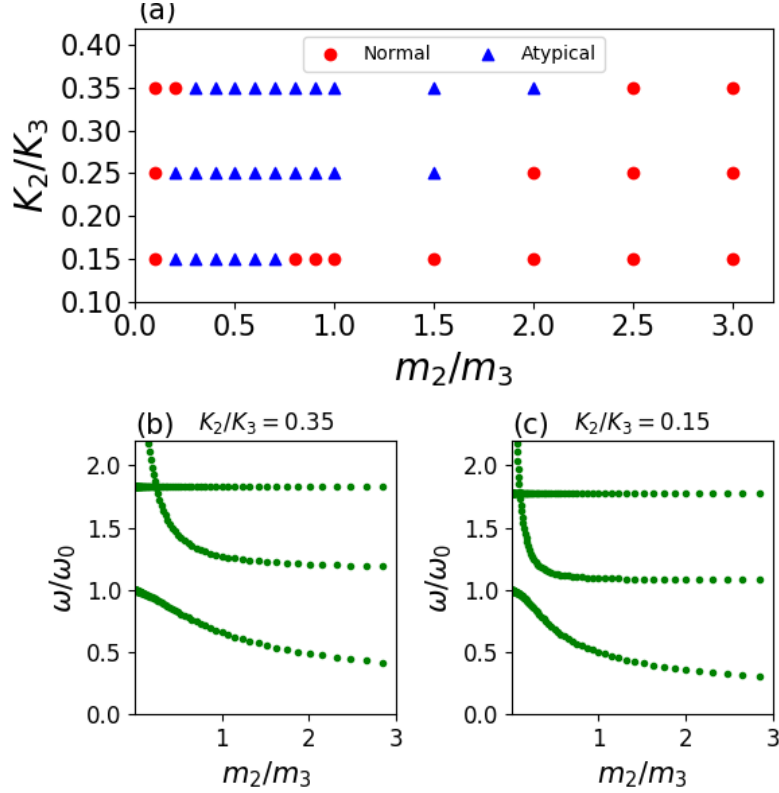 (a)
Normal Atypical
K₂/K₃
0.40
0.35
0.30
0.25
0.20
0.15
0.10
0.0 0.5 1.0 1.5 2.0 2.5 3.0
m₂/m₃
(b) K₂/K₃ = 0.35
ω/ω₀
2.0
1.5
1.0
0.5
0.0
1 2 3
m₂/m₃
(c) K₂/K₃ = 0.15
ω/ω₀
2.0
1.5
1.0
0.5
0.0
1 2 3
m₂/m₃